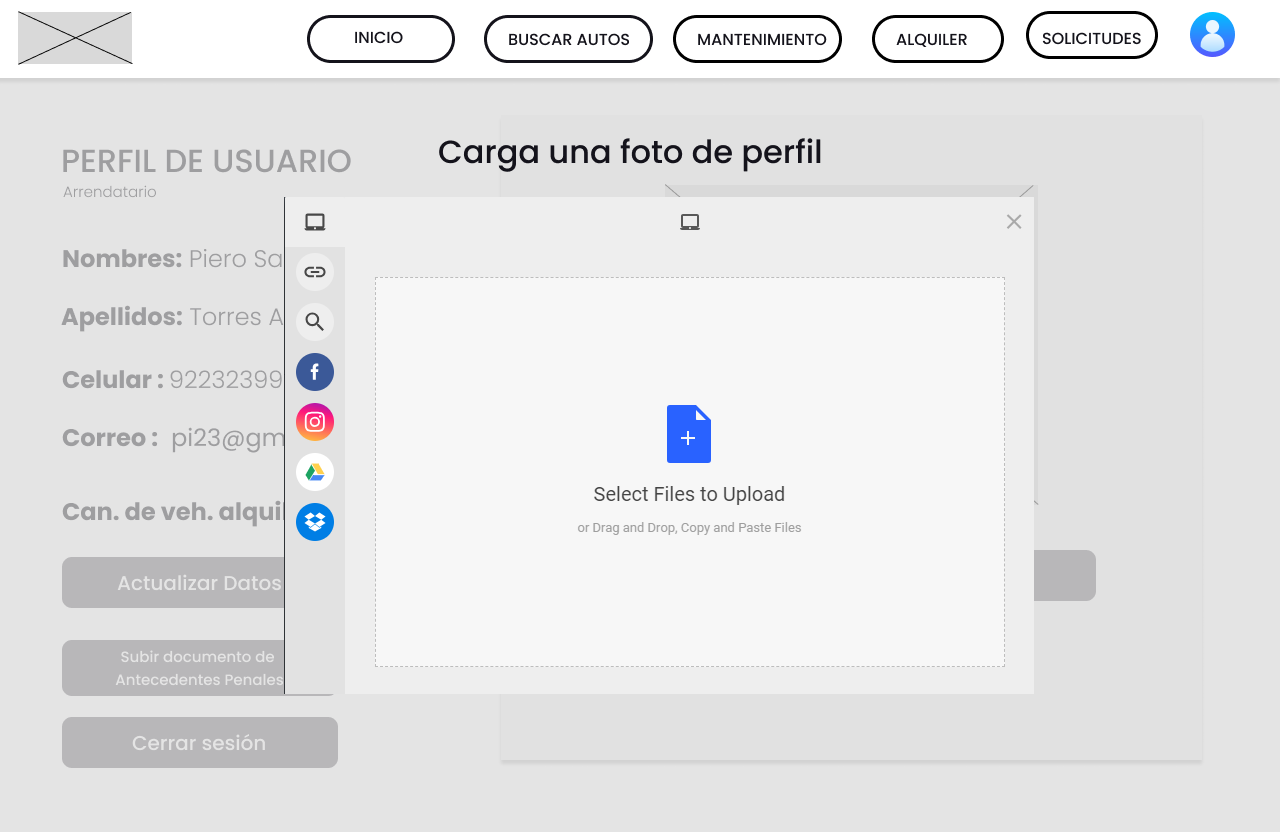 INICIO
BUSCAR AUTOS
MANTENIMIENTO
ALQUILER
SOLICITUDES
Carga una foto de perfil
PERFIL DE USUARIO
Arrendatario
Nombres: Piero Sa
Apellidos: Torres A
Celular : 92232399
Correo : pi23@gm
Can. de veh. alqui
Actualizar Datos
Subir documento de
Antecedentes Penales
Cerrar sesión
Select Files to Upload
or Drag and Drop, Copy and Paste Files